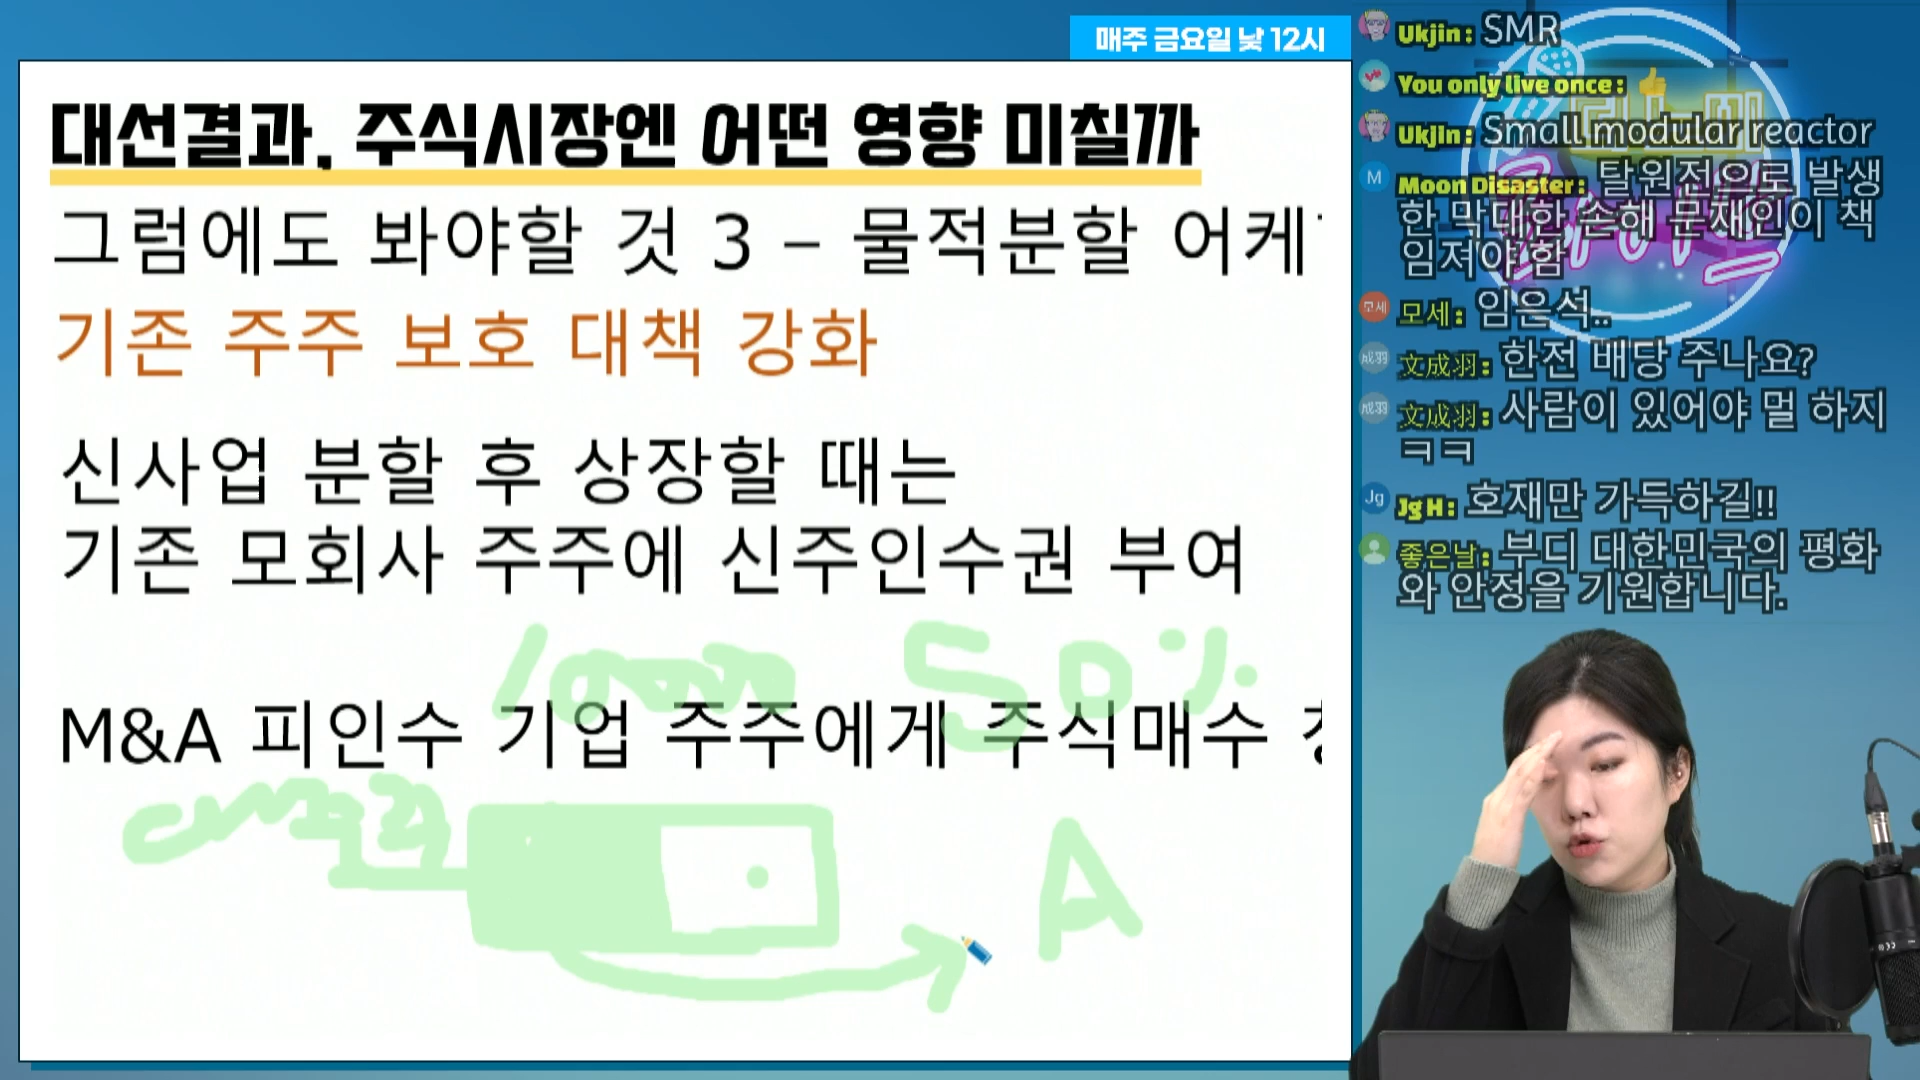 매주 금요일 낮 12시
대선결과, 주식시장엔 어떤 영향 미칠까
그럼에도 봐야할 것 3 – 물적분할 어케
기존 주주 보호 대책 강화
신사업 분할 후 상장할 때는
기존 모회사 주주에 신주인수권 부여
M&A 피인수 기업 주주에게 주식매수
50%
A
Ukjin : SMR
You only live once : 👍
Ukjin : Small modular reactor
M
Moon Disaster : 탈원전으로 발생
한 막대한 손해 문재인이 책
임져야 함
모세
모세 : 임은석..
成羽
文成羽 : 한전 배당 주나요?
成羽
文成羽 : 사람이 있어야 멀 하지
ㅋㅋ
Jg
Jg H : 호재만 가득하길!!
좋은날 : 부디 대한민국의 평화
와 안정을 기원합니다.